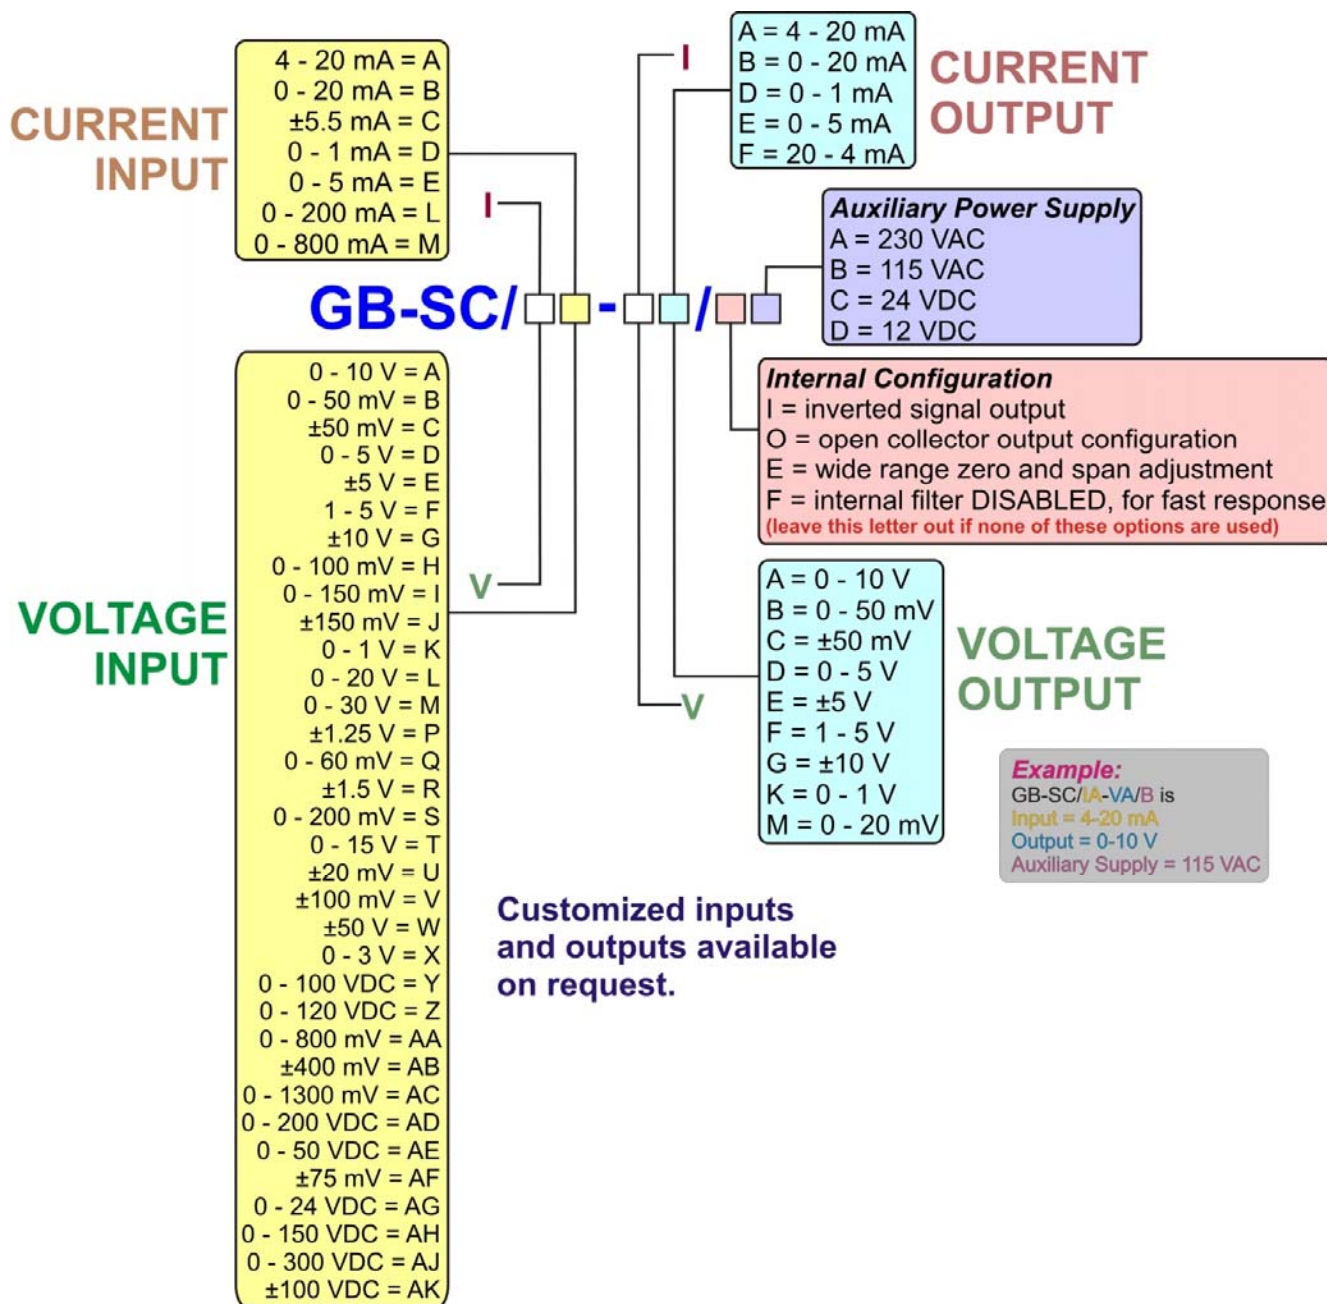 CURRENT
INPUT
4 - 20 mA = A
0 - 20 mA = B
±5.5 mA = C
0 - 1 mA = D
0 - 5 mA = E
0 - 200 mA = L
0 - 800 mA = M
I
I
A = 4 - 20 mA
B = 0 - 20 mA
D = 0 - 1 mA
E = 0 - 5 mA
F = 20 - 4 mA
CURRENT
OUTPUT
Auxiliary Power Supply
A = 230 VAC
B = 115 VAC
C = 24 VDC
D = 12 VDC
GB-SC/ - /
Internal Configuration
I = inverted signal output
O = open collector output configuration
E = wide range zero and span adjustment
F = internal filter DISABLED, for fast response
(leave this letter out if none of these options are used)
VOLTAGE
INPUT
0 - 10 V = A
0 - 50 mV = B
±50 mV = C
0 - 5 V = D
±5 V = E
1 - 5 V = F
±10 V = G
0 - 100 mV = H
0 - 150 mV = I
±150 mV = J
0 - 1 V = K
0 - 20 V = L
0 - 30 V = M
±1.25 V = P
0 - 60 mV = Q
±1.5 V = R
0 - 200 mV = S
0 - 15 V = T
±20 mV = U
±100 mV = V
±50 V = W
0 - 3 V = X
0 - 100 VDC = Y
0 - 120 VDC = Z
0 - 800 mV = AA
±400 mV = AB
0 - 1300 mV = AC
0 - 200 VDC = AD
0 - 50 VDC = AE
±75 mV = AF
0 - 24 VDC = AG
0 - 150 VDC = AH
0 - 300 VDC = AJ
±100 VDC = AK
V
V
A = 0 - 10 V
B = 0 - 50 mV
C = ±50 mV
D = 0 - 5 V
E = ±5 V
F = 1 - 5 V
G = ±10 V
K = 0 - 1 V
M = 0 - 20 mV
VOLTAGE
OUTPUT
Example:
GB-SC/IA-VA/B is
Input = 4-20 mA
Output = 0-10 V
Auxiliary Supply = 115 VAC
Customized inputs
and outputs available
on request.